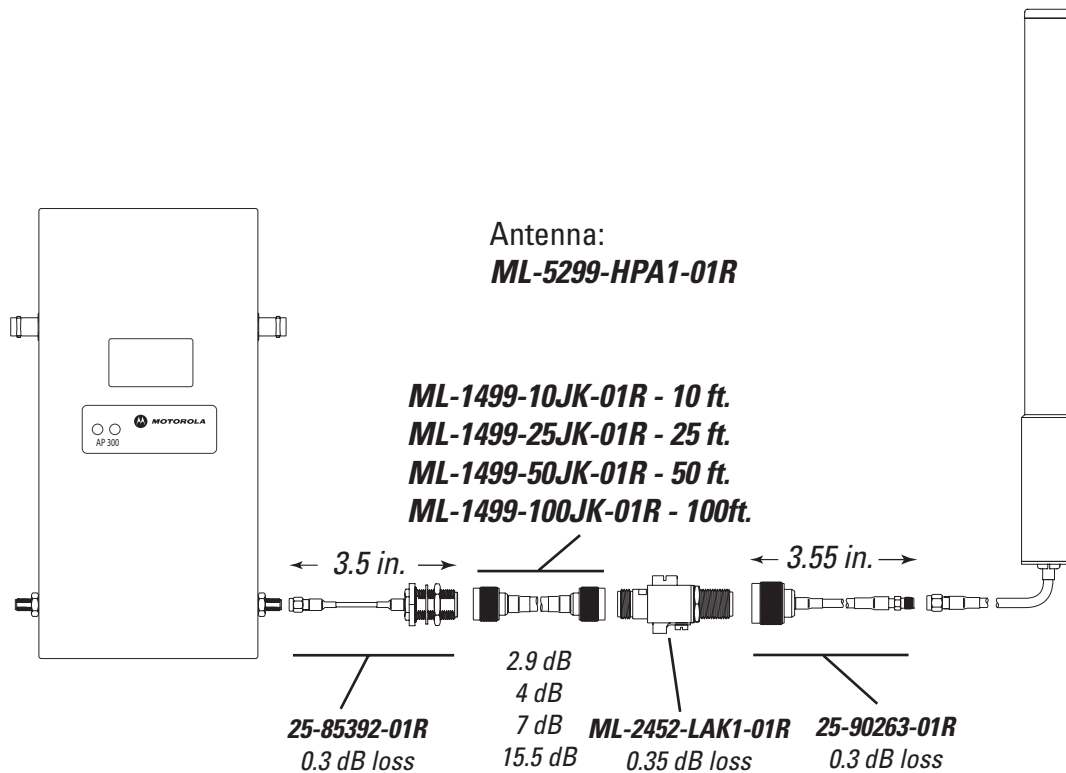 Antenna:
ML-5299-HPA1-01R
ML-1499-10JK-01R - 10 ft.
ML-1499-25JK-01R - 25 ft.
ML-1499-50JK-01R - 50 ft.
ML-1499-100JK-01R - 100ft.
MOTOROLA
AP 300
3.5 in.
3.55 in.
2.9 dB
4 dB
7 dB
15.5 dB
25-85392-01R
0.3 dB loss
ML-2452-LAK1-01R
0.35 dB loss
25-90263-01R
0.3 dB loss